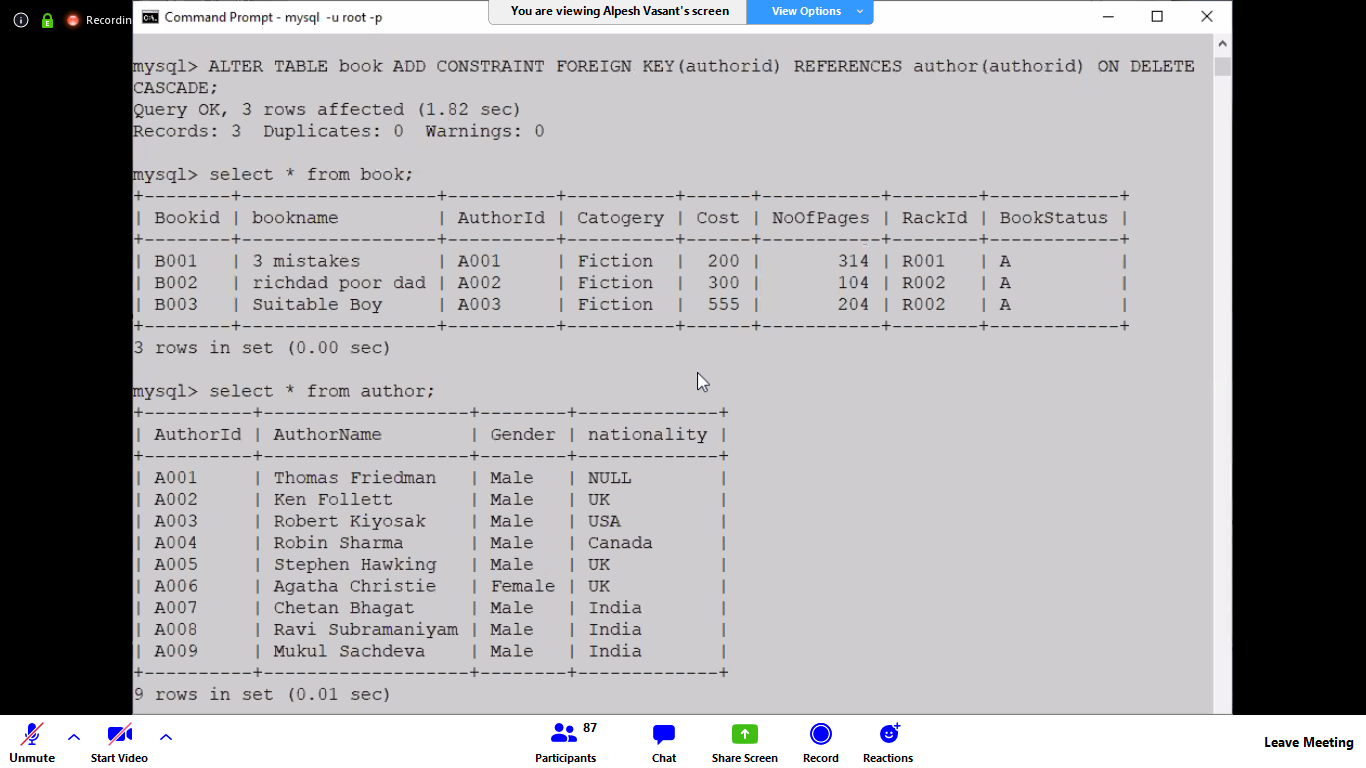 Recordin
Command Prompt - mysql -u root -p
You are viewing Alpesh Vasant's screen
View Options
mysql> ALTER TABLE book ADD CONSTRAINT FOREIGN KEY(authorid) REFERENCES author(authorid) ON DELETE
CASCADE;
Query OK, 3 rows affected (1.82 sec)
Records: 3  Duplicates: 0  Warnings: 0
mysql> select * from book;
+--------+------------------+----------+----------+------+-----------+--------+------------+
| Bookid | bookname         | AuthorId | Catogery | Cost | NoOfPages | RackId | BookStatus |
+--------+------------------+----------+----------+------+-----------+--------+------------+
| B001   | 3 mistakes       | A001     | Fiction  |  200 |       314 | R001   | A          |
| B002   | richdad poor dad | A002     | Fiction  |  300 |       104 | R002   | A          |
| B003   | Suitable Boy     | A003     | Fiction  |  555 |       204 | R002   | A          |
+--------+------------------+----------+----------+------+-----------+--------+------------+
3 rows in set (0.00 sec)
mysql> select * from author;
+----------+-------------------+--------+-------------+
| AuthorId | AuthorName        | Gender | nationality |
+----------+-------------------+--------+-------------+
| A001     | Thomas Friedman   | Male   | NULL        |
| A002     | Ken Follett       | Male   | UK          |
| A003     | Robert Kiyosak    | Male   | USA         |
| A004     | Robin Sharma      | Male   | Canada      |
| A005     | Stephen Hawking   | Male   | UK          |
| A006     | Agatha Christie   | Female | UK          |
| A007     | Chetan Bhagat     | Male   | India       |
| A008     | Ravi Subramaniyam | Male   | India       |
| A009     | Mukul Sachdeva    | Male   | India       |
+----------+-------------------+--------+-------------+
9 rows in set (0.01 sec)
87
Unmute
Start Video
Participants
Chat
Share Screen
Record
Reactions
Leave Meeting